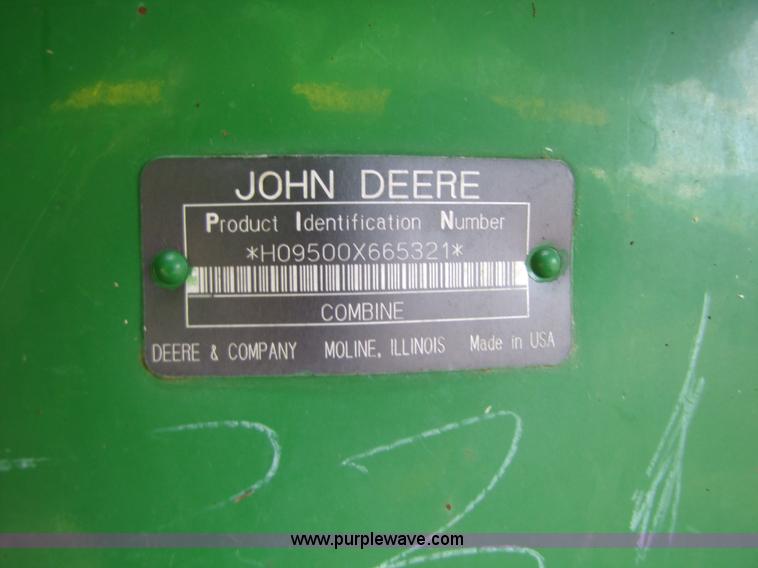 JOHN DEERE
Product Identification Number
*H09500X665321*
COMBINE
DEERE & COMPANY MOLINE, ILLINOIS Made in USA
www.purplewave.com